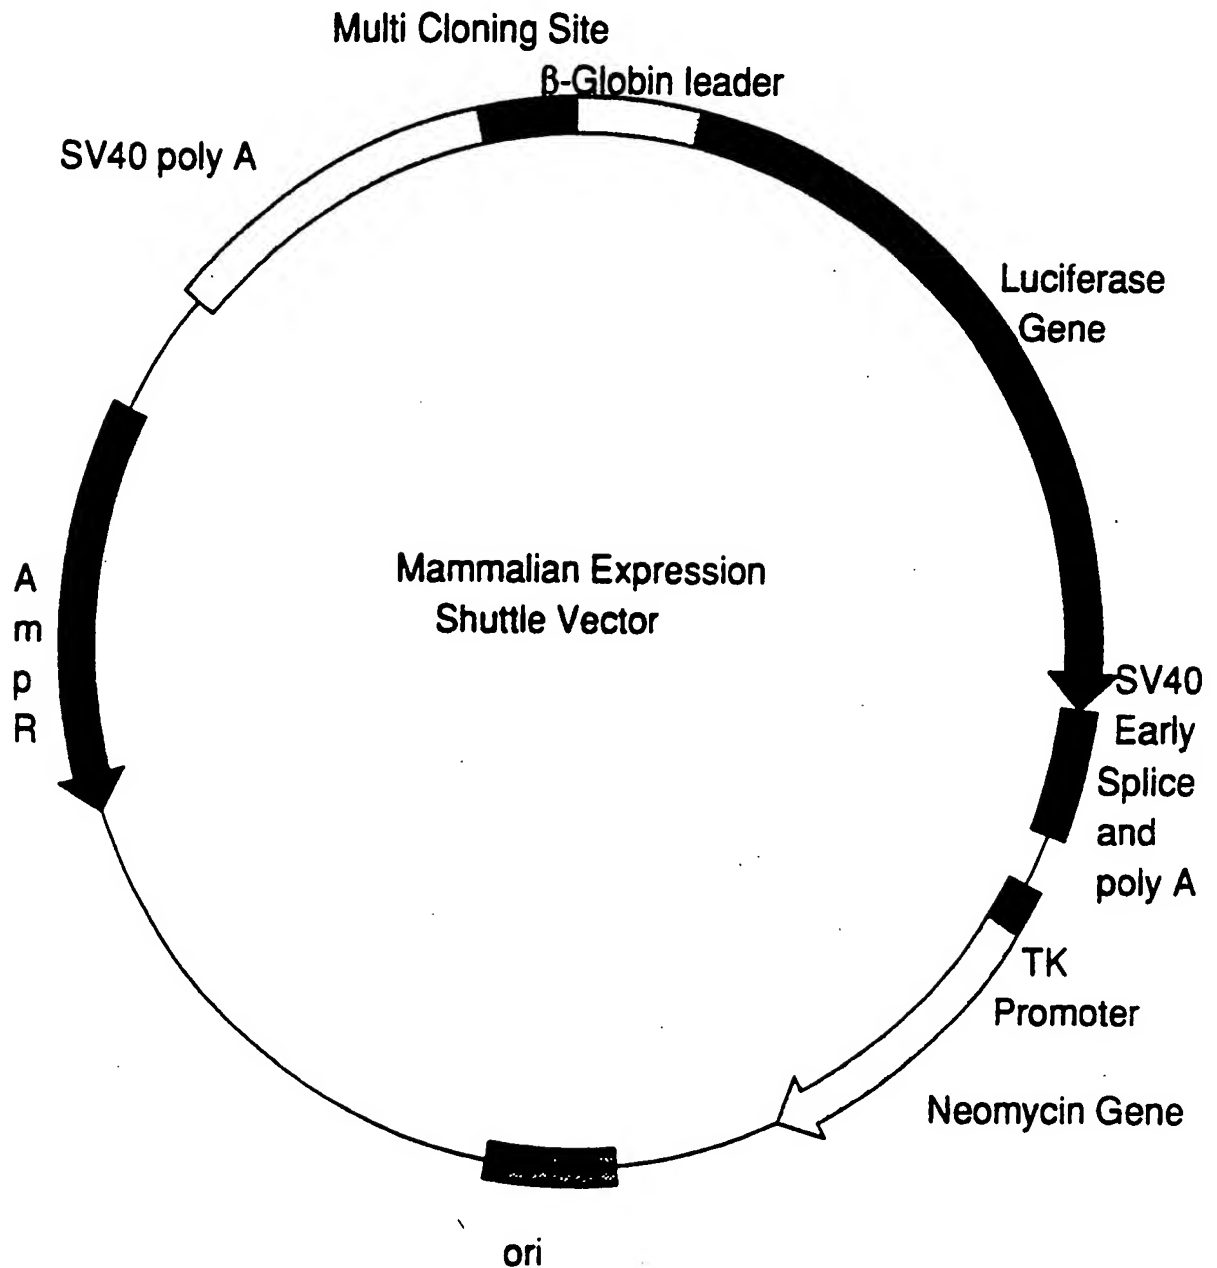 Multi Cloning Site
β-Globin leader
SV40 poly A
Luciferase
Gene
Mammalian Expression
Shuttle Vector
A
m
p
R
SV40
Early
Splice
and
poly A
TK
Promoter
Neomycin Gene
ori